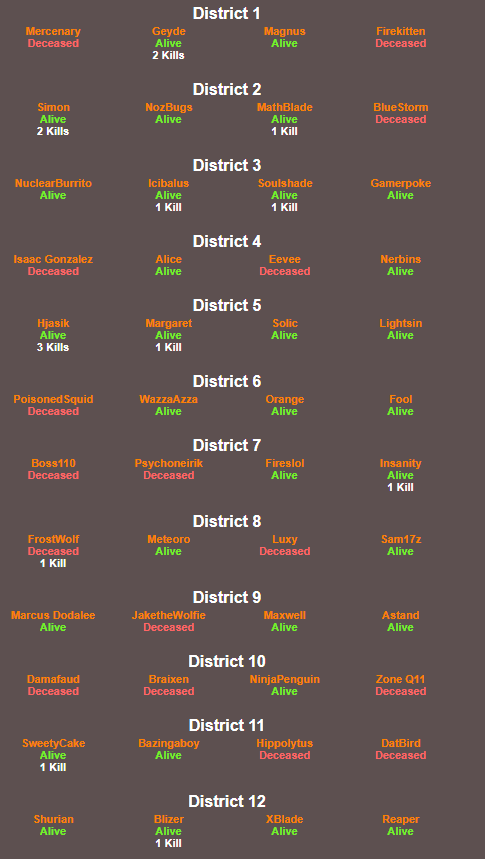 District 1
Mercenary Geyde Magnus Firekitten
Deceased Alive Alive Deceased
2 Kills
District 2
Simon NozBugs MathBlade BlueStorm
Alive Alive Alive Deceased
2 Kills 1 Kill
District 3
NuclearBurrito Icibalus Soulshade Gamerpoke
Alive Alive Alive Alive
1 Kill 1 Kill
District 4
Isaac Gonzalez Alice Eevee Nerbins
Deceased Alive Deceased Alive
District 5
Hjasik Margaret Solic Lightsin
Alive Alive Alive Alive
3 Kills 1 Kill
District 6
PoisonedSquid WazzaAzza Orange Fool
Deceased Alive Alive Alive
District 7
Boss110 Psychoneirik Fireslol Insanity
Deceased Deceased Alive Alive
1 Kill
District 8
FrostWolf Meteoro Luxy Sam17z
Deceased Alive Deceased Alive
1 Kill
District 9
Marcus Dodalee JaketheWolfie Maxwell Astand
Alive Deceased Alive Alive
District 10
Damafaud Braixen NinjaPenguin Zone Q11
Deceased Deceased Alive Deceased
District 11
SweetyCake Bazingaboy Hippolytus DatBird
Alive Alive Deceased Deceased
1 Kill
District 12
Shurian Blizer XBlade Reaper
Alive Alive Alive Alive
1 Kill